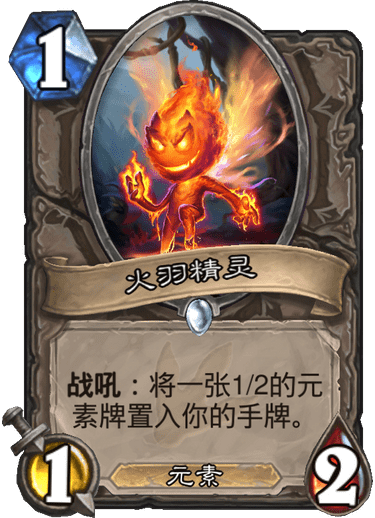 1
火羽精灵
战吼：将一张1/2的元
素牌置入你的手牌。
1
元素
2